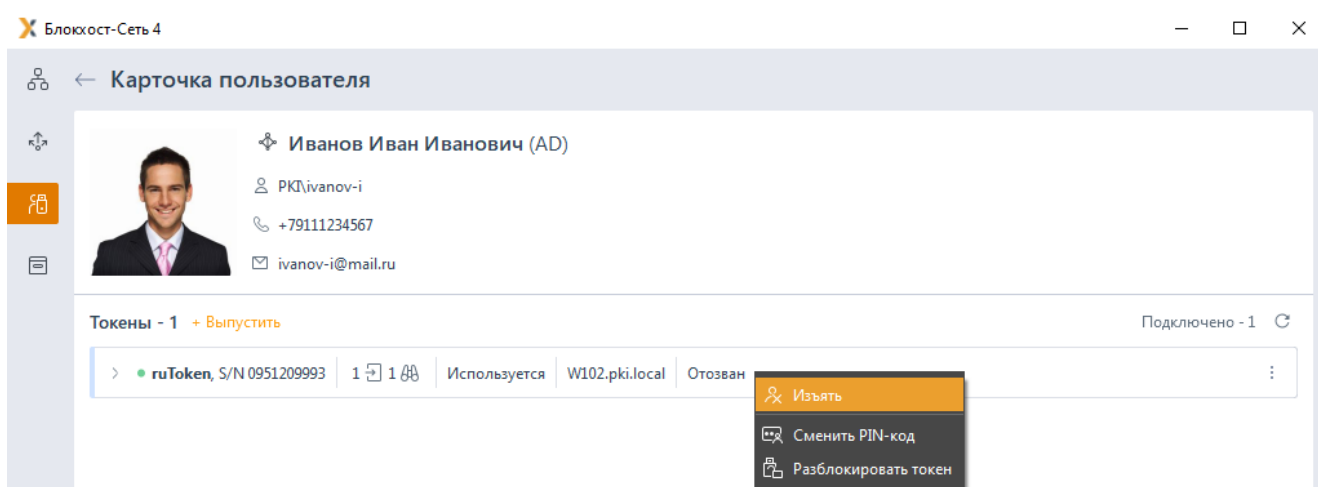 Блокхост-Сеть 4
Карточка пользователя
Иванов Иван Иванович (AD)
PKI\ivanov-i
+79111234567
ivanov-i@mail.ru
Токены - 1 + Выпустить Подключено - 1
ruToken, S/N 0951209993 1 1 Используется W102.pki.local Отозван
Изъять
Сменить PIN-код
Разблокировать токен